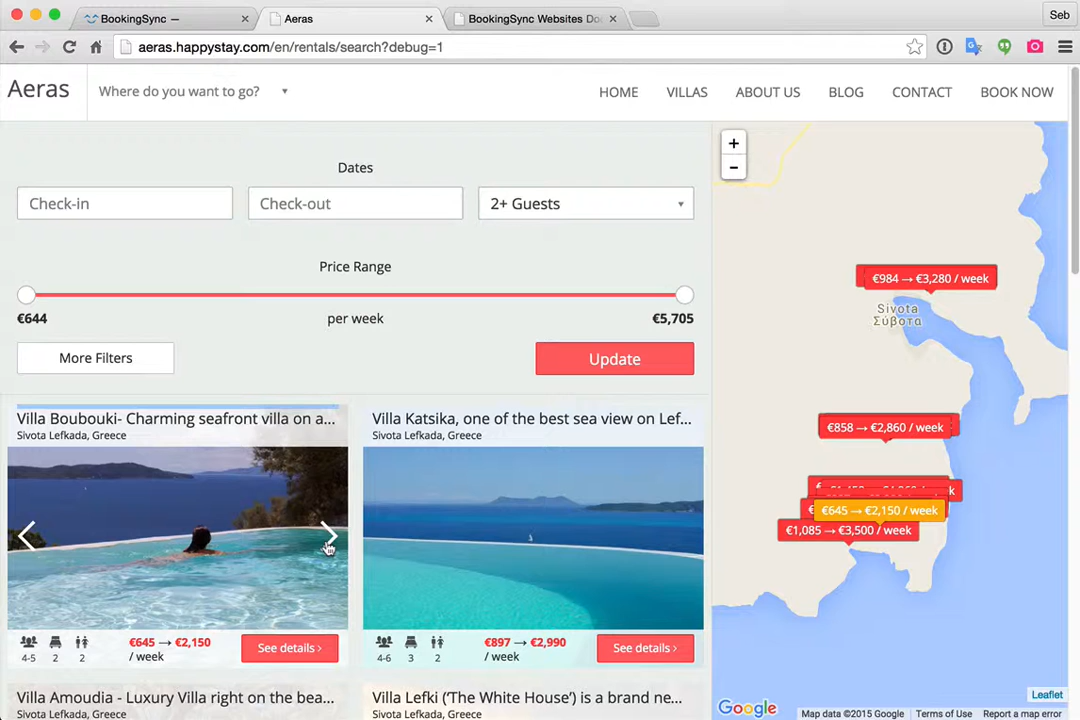 BookingSync —
Aeras
BookingSync Websites Do
Seb
aeras.happystay.com/en/rentals/search?debug=1
Aeras
Where do you want to go?
HOME
VILLAS
ABOUT US
BLOG
CONTACT
BOOK NOW
Dates
Check-in
Check-out
2+ Guests
Price Range
€644
per week
€5,705
More Filters
Update
Villa Boubouki- Charming seafront villa on a...
Sivota Lefkada, Greece
4-5
2
2
€645 → €2,150
/ week
See details ›
Villa Katsika, one of the best sea view on Lef...
Sivota Lefkada, Greece
4-6
3
2
€897 → €2,990
/ week
See details ›
Villa Amoudia - Luxury Villa right on the bea...
Sivota Lefkada, Greece
Villa Lefki ('The White House') is a brand ne...
Sivota Lefkada, Greece
+
−
€984 → €3,280 / week
Sivota
Σύβοτα
€858 → €2,860 / week
€645 → €2,150 / week
€1,085 → €3,500 / week
Leaflet
Google
Map data ©2015 Google
Terms of Use
Report a map error